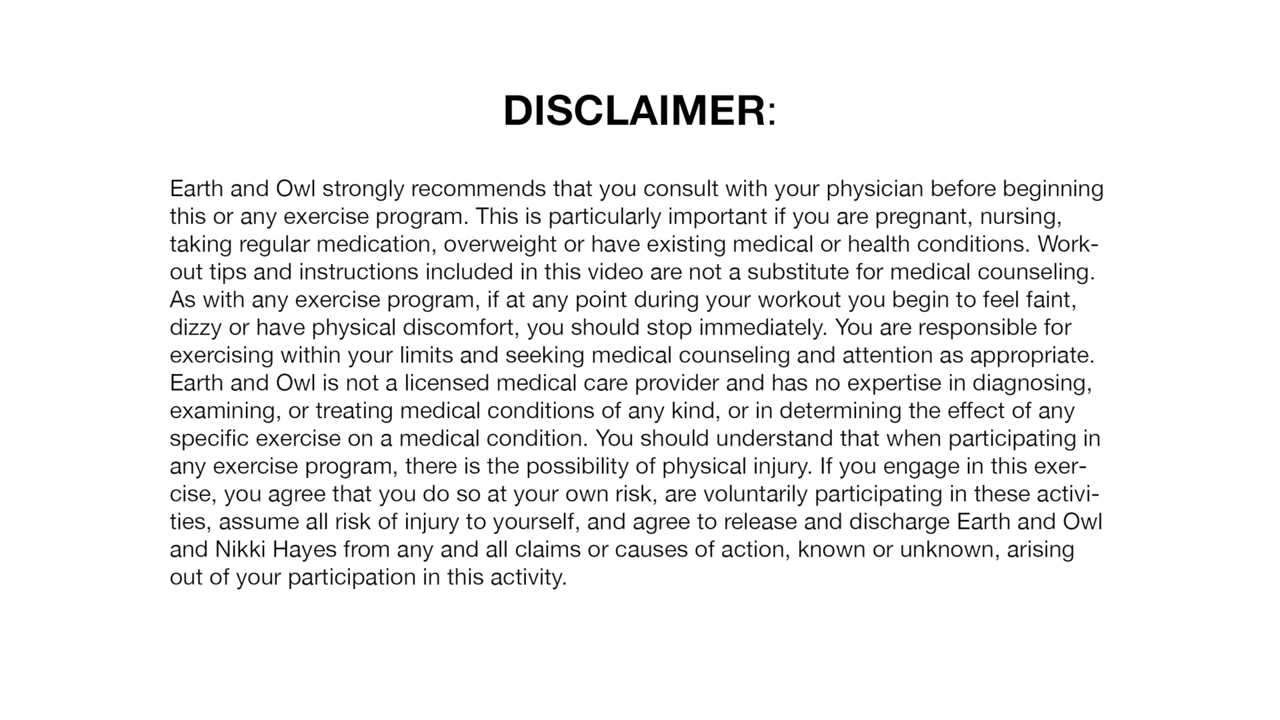 DISCLAIMER:
Earth and Owl strongly recommends that you consult with your physician before beginning
this or any exercise program. This is particularly important if you are pregnant, nursing,
taking regular medication, overweight or have existing medical or health conditions. Work-
out tips and instructions included in this video are not a substitute for medical counseling.
As with any exercise program, if at any point during your workout you begin to feel faint,
dizzy or have physical discomfort, you should stop immediately. You are responsible for
exercising within your limits and seeking medical counseling and attention as appropriate.
Earth and Owl is not a licensed medical care provider and has no expertise in diagnosing,
examining, or treating medical conditions of any kind, or in determining the effect of any
specific exercise on a medical condition. You should understand that when participating in
any exercise program, there is the possibility of physical injury. If you engage in this exer-
cise, you agree that you do so at your own risk, are voluntarily participating in these activi-
ties, assume all risk of injury to yourself, and agree to release and discharge Earth and Owl
and Nikki Hayes from any and all claims or causes of action, known or unknown, arising
out of your participation in this activity.